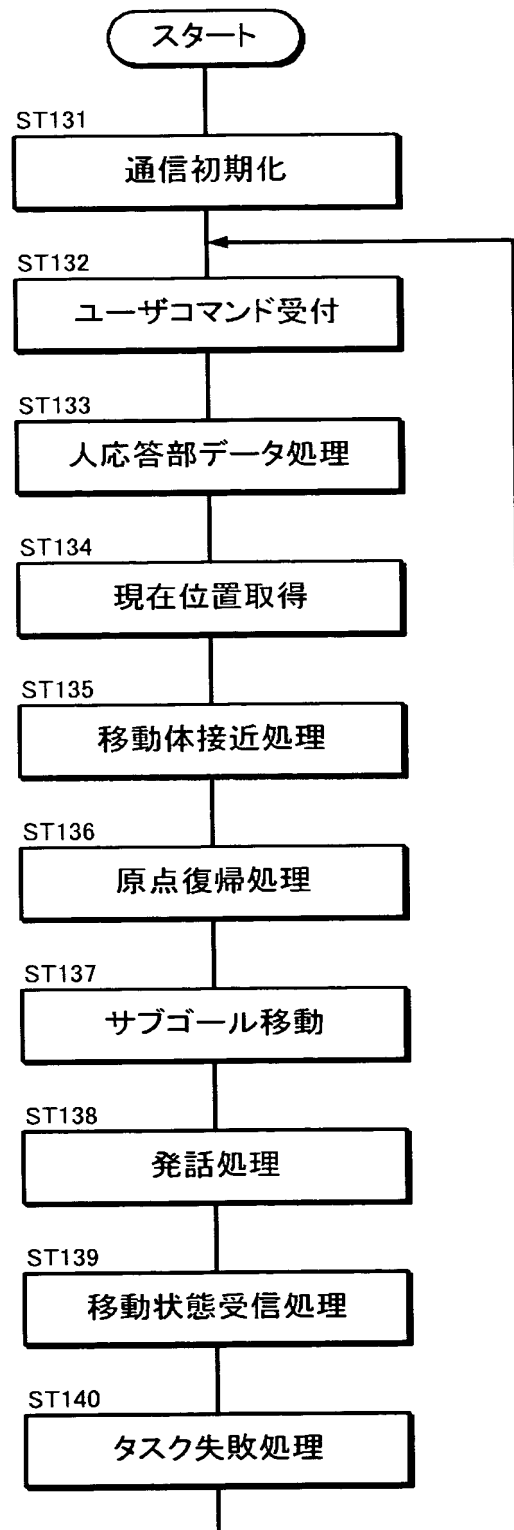 スタート
ST131
通信初期化
ST132
ユーザコマンド受付
ST133
人応答部データ処理
ST134
現在位置取得
ST135
移動体接近処理
ST136
原点復帰処理
ST137
サブゴール移動
ST138
発話処理
ST139
移動状態受信処理
ST140
タスク失敗処理